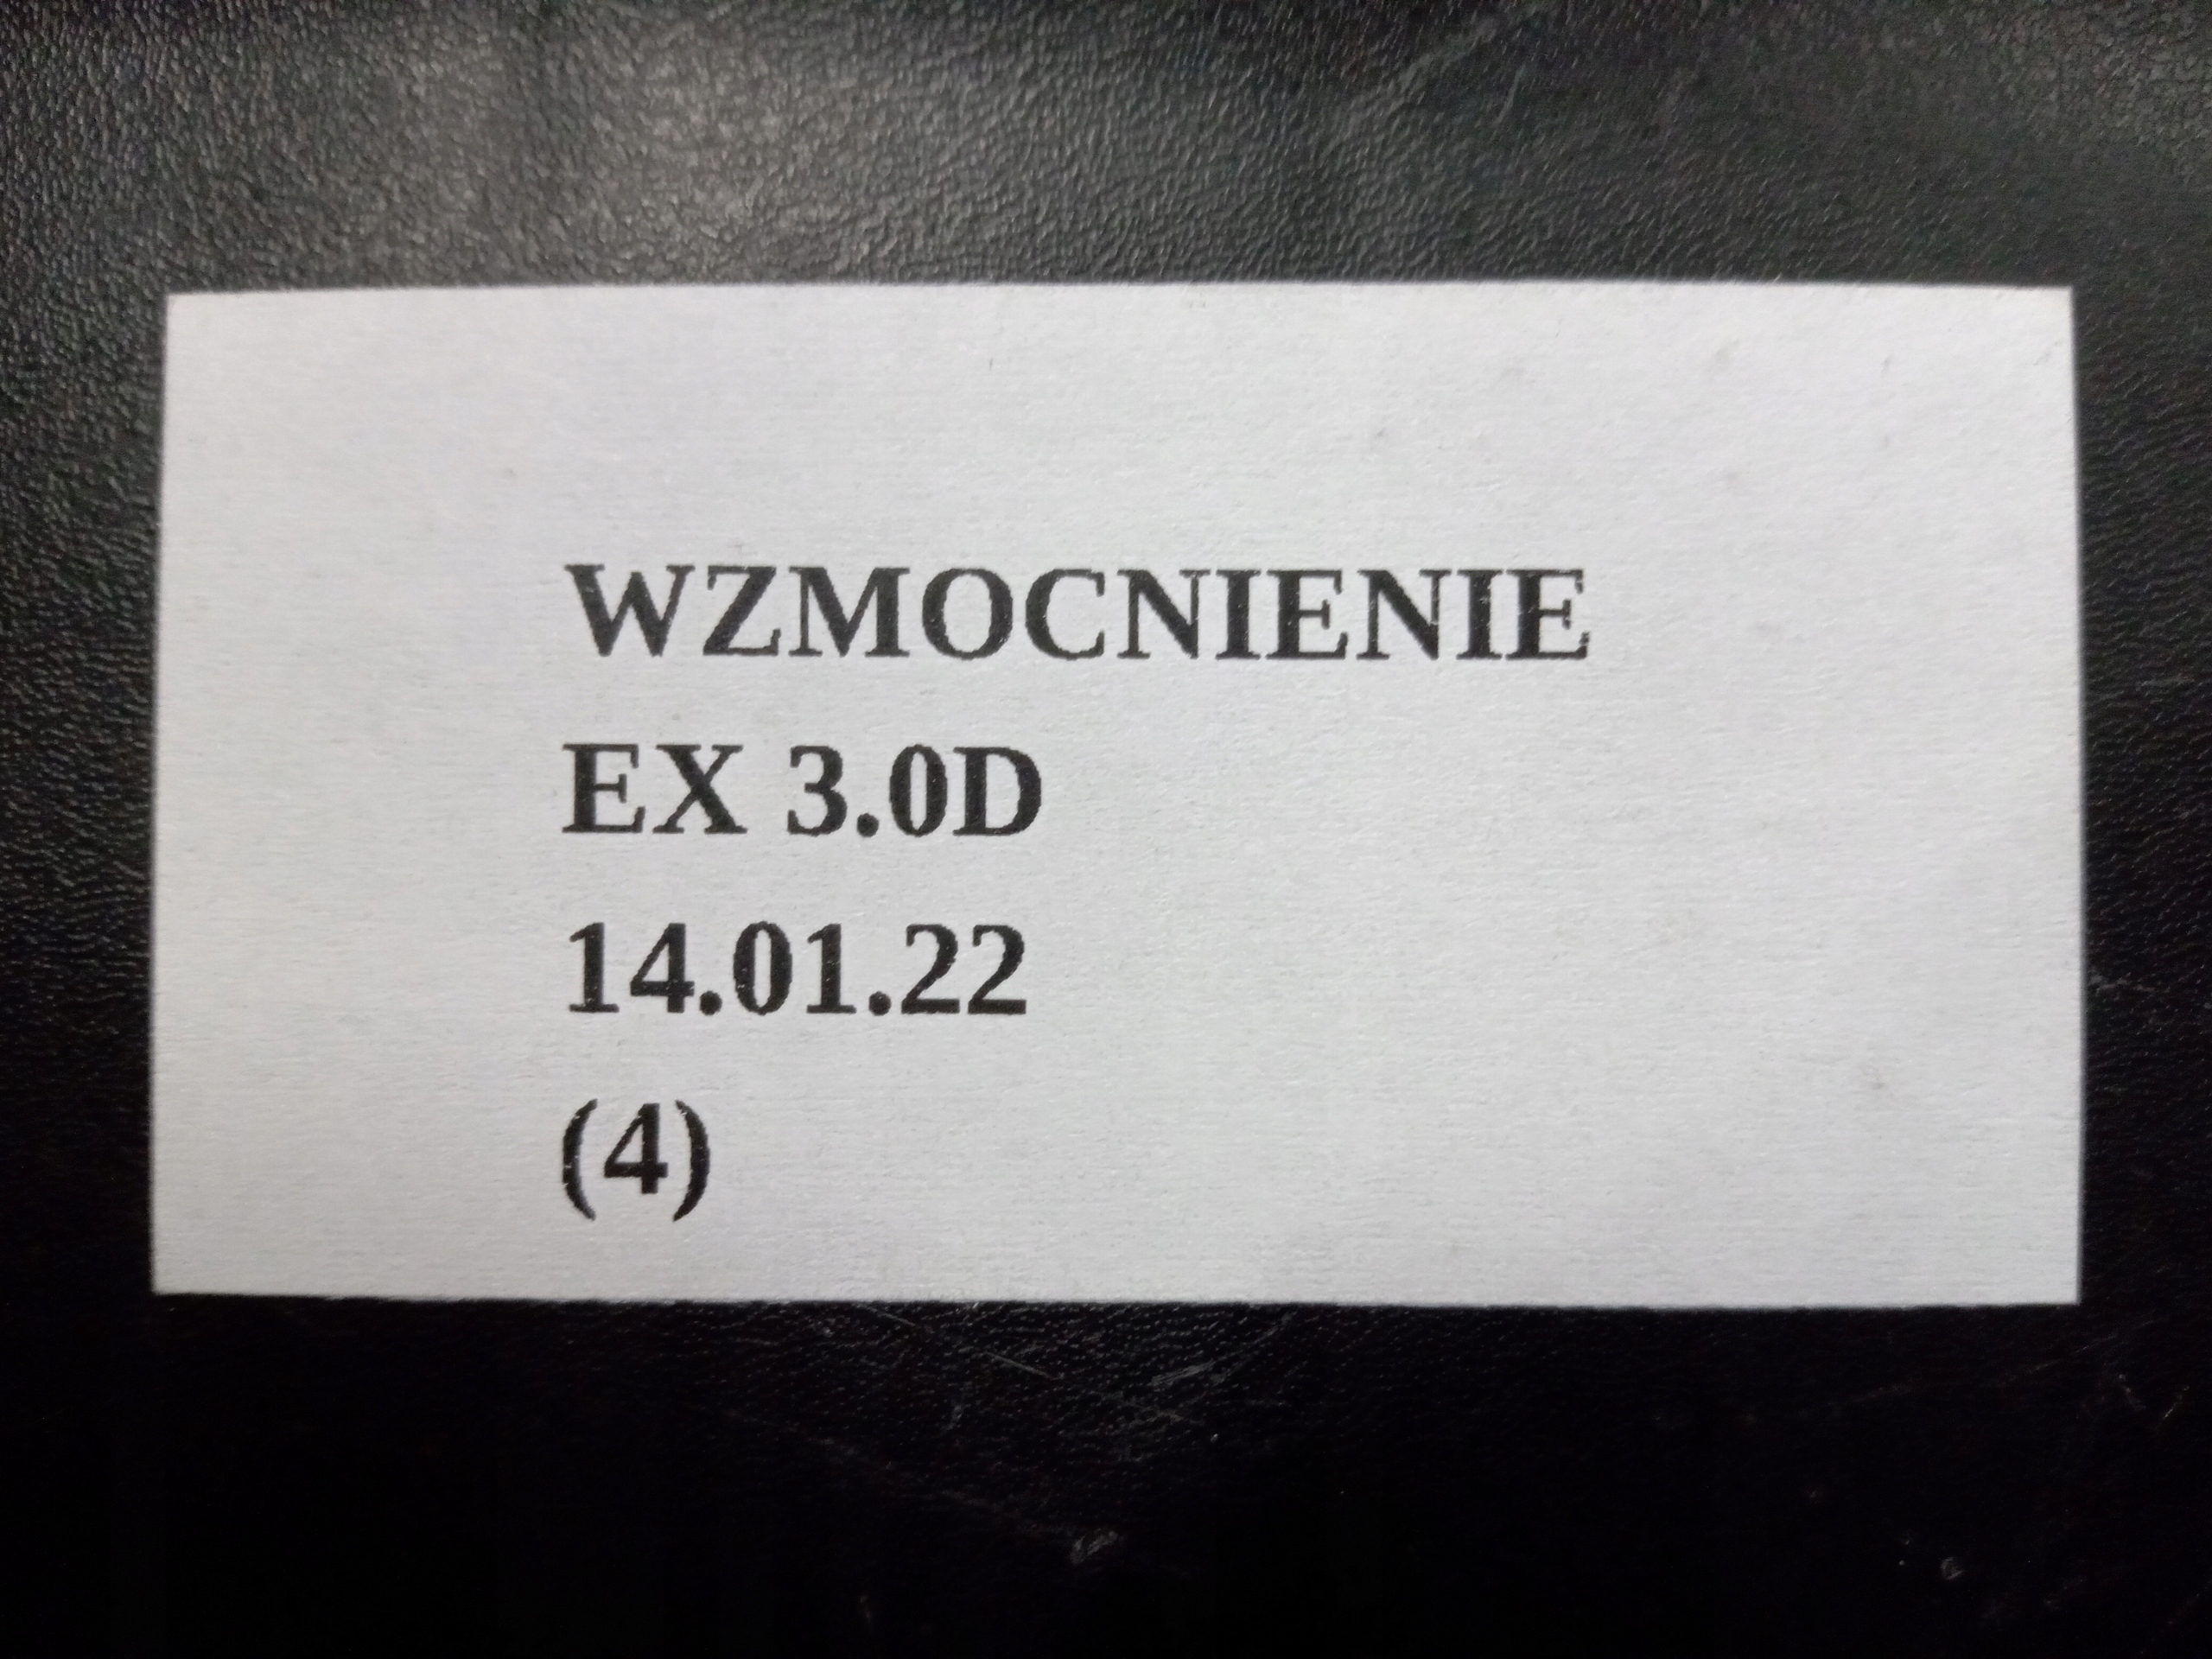 WZMOCNIENIE
EX 3.0D
14.01.22
(4)